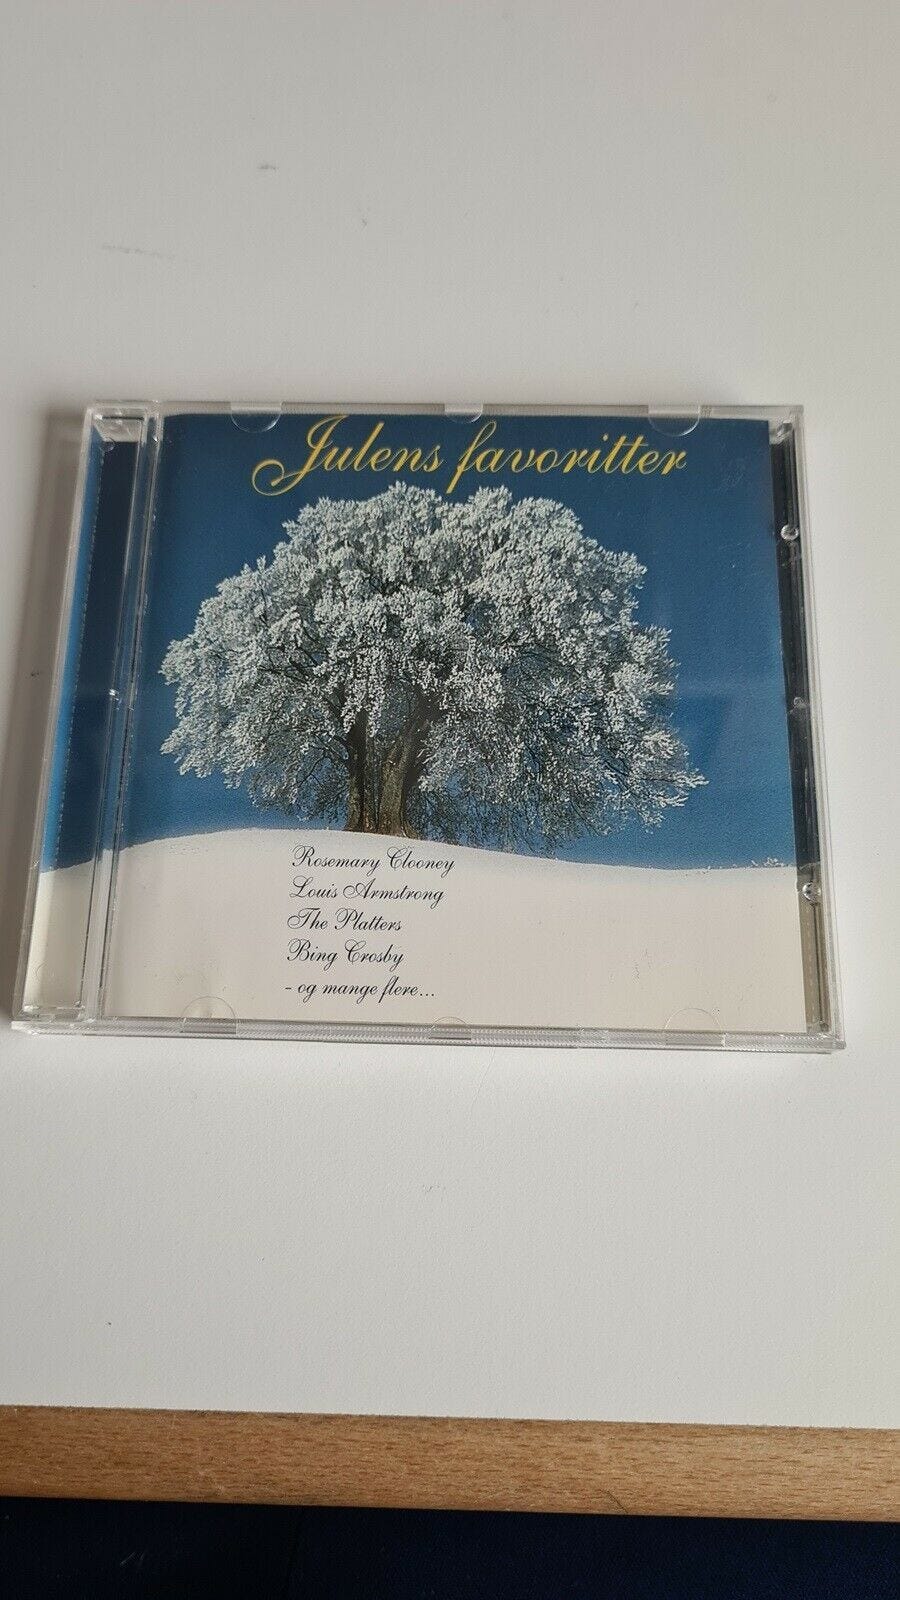 Julens favoritter
Rosemary Clooney
Louis Armstrong
The Platters
Bing Crosby
- og mange flere...